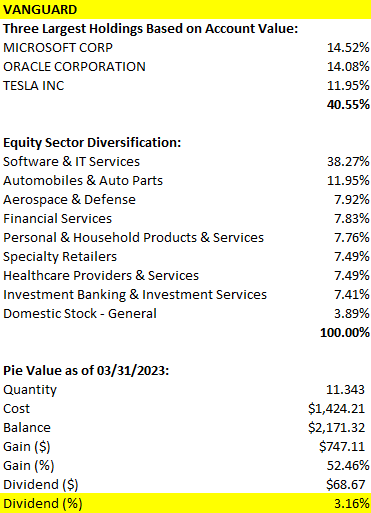 VANGUARD
Three Largest Holdings Based on Account Value:
MICROSOFT CORP 14.52%
ORACLE CORPORATION 14.08%
TESLA INC 11.95%
40.55%
Equity Sector Diversification:
Software & IT Services 38.27%
Automobiles & Auto Parts 11.95%
Aerospace & Defense 7.92%
Financial Services 7.83%
Personal & Household Products & Services 7.76%
Specialty Retailers 7.49%
Healthcare Providers & Services 7.49%
Investment Banking & Investment Services 7.41%
Domestic Stock - General 3.89%
100.00%
Pie Value as of 03/31/2023:
Quantity 11.343
Cost $1,424.21
Balance $2,171.32
Gain ($) $747.11
Gain (%) 52.46%
Dividend ($) $68.67
Dividend (%) 3.16%